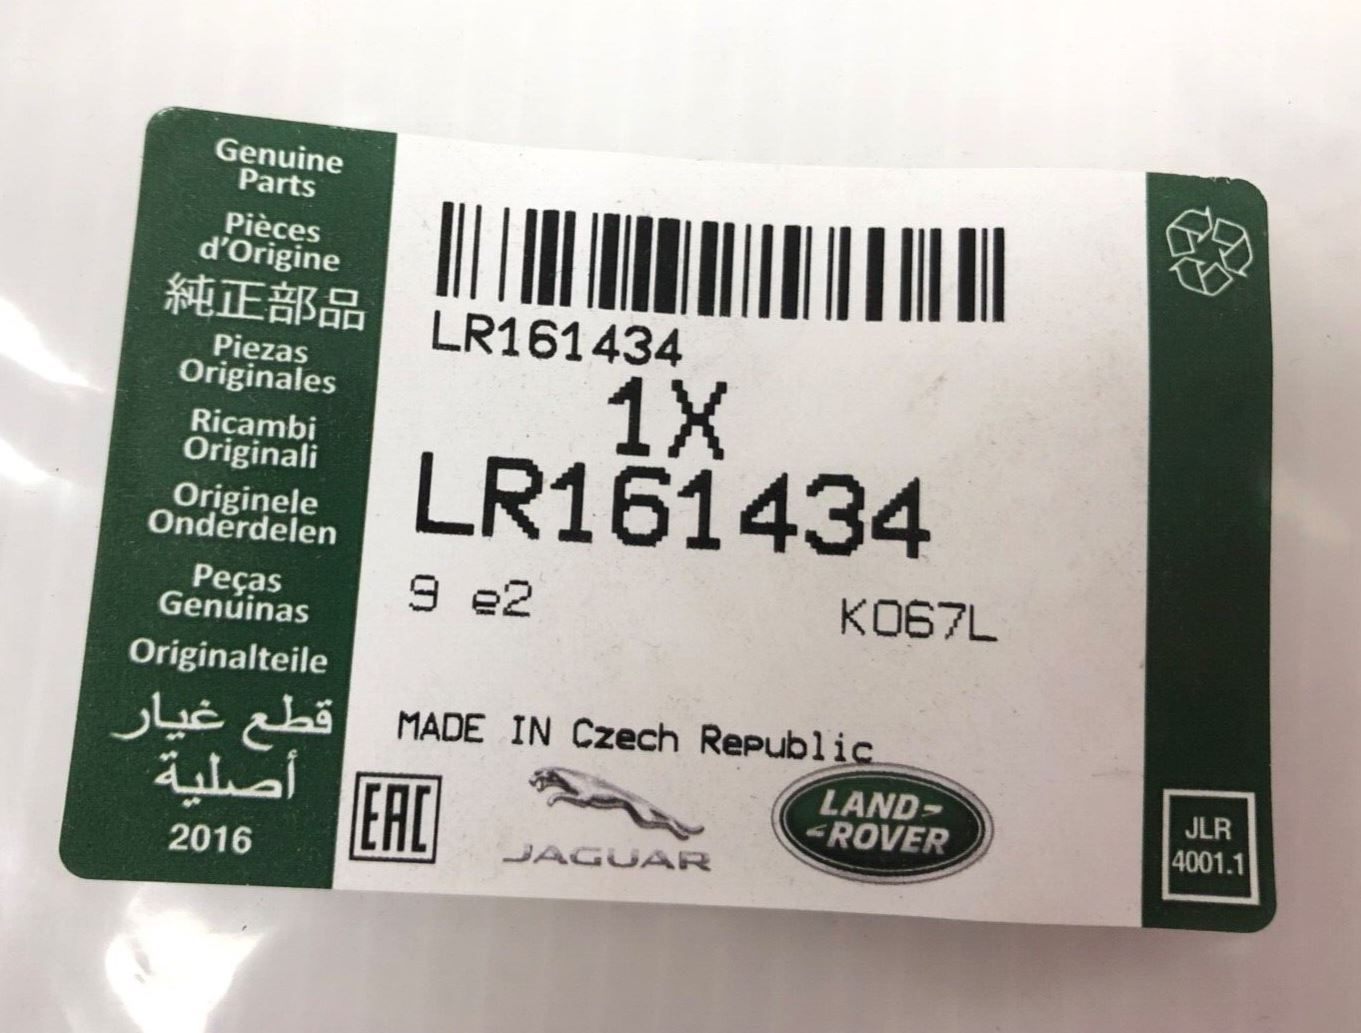 Genuine
Parts
Pièces
d'Origine
純正部品
Piezas
Originales
Ricambi
Originali
Originele
Onderdelen
Peças
Genuinas
Originalteile
قطع غيار
أصلية
2016
LR161434
1X
LR161434
9 e2 K067L
MADE IN Czech Republic
EAC
JAGUAR
LAND-
-ROVER
JLR
4001.1